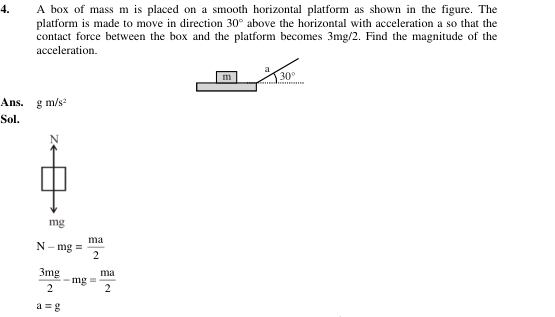 4. A box of mass m is placed on a smooth horizontal platform as shown in the figure. The
platform is made to move in direction 30° above the horizontal with acceleration a so that the
contact force between the box and the platform becomes 3mg/2. Find the magnitude of the
acceleration.
m
a
30°
Ans. g m/s²
Sol.
N
mg
N – mg = ma/2
3mg/2 – mg = ma/2
a = g